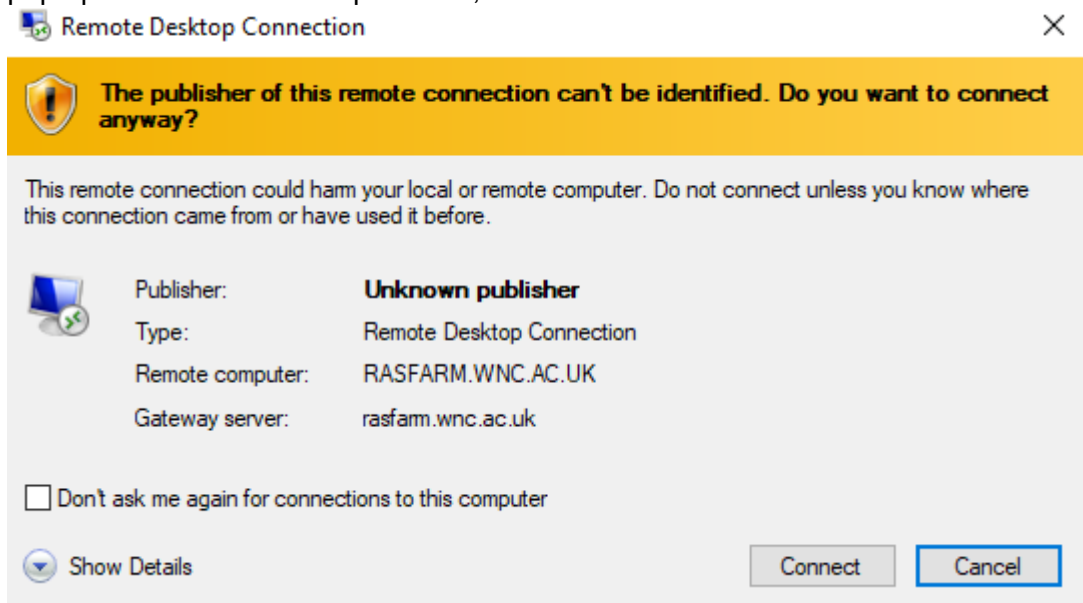 Remote Desktop Connection
The publisher of this remote connection can't be identified. Do you want to connect
anyway?
This remote connection could harm your local or remote computer. Do not connect unless you know where
this connection came from or have used it before.
Publisher: Unknown publisher
Type: Remote Desktop Connection
Remote computer: RASFARM.WNC.AC.UK
Gateway server: rasfarm.wnc.ac.uk
Don't ask me again for connections to this computer
Show Details Connect Cancel